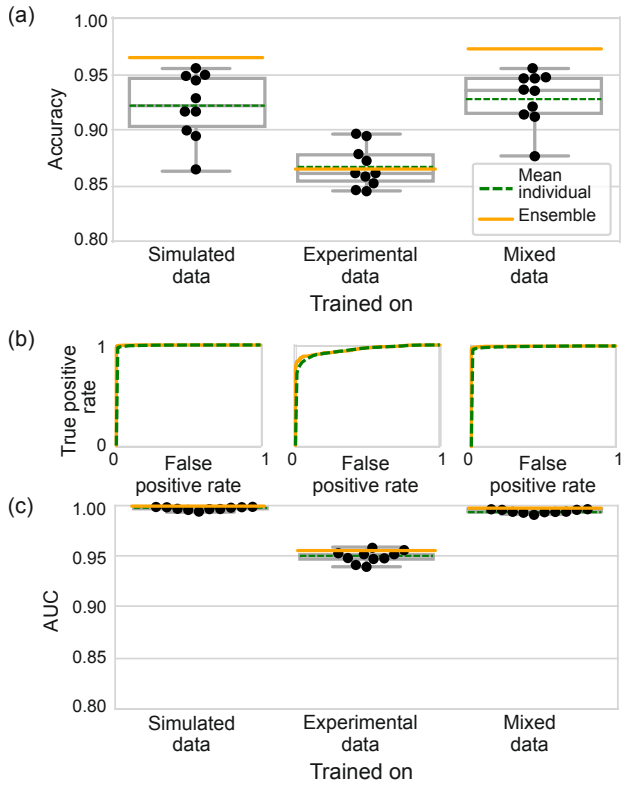 (a)
1.00
0.95
0.90
0.85
0.80
Accuracy
Mean
individual
Ensemble
Simulated
data
Experimental
data
Mixed
data
Trained on
(b)
True positive
rate
1
0
0
1
0
1
0
1
False
positive rate
False
positive rate
False
positive rate
(c)
1.00
0.95
0.90
0.85
0.80
AUC
Simulated
data
Experimental
data
Mixed
data
Trained on